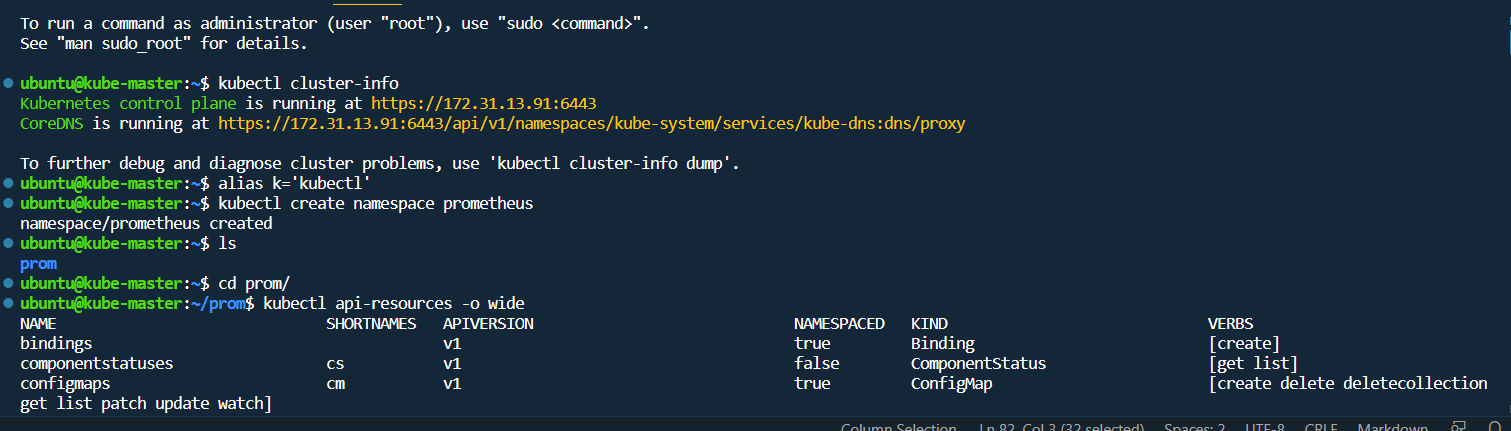 To run a command as administrator (user "root"), use "sudo <command>".
See "man sudo_root" for details.
ubuntu@kube-master:~$ kubectl cluster-info
Kubernetes control plane is running at https://172.31.13.91:6443
CoreDNS is running at https://172.31.13.91:6443/api/v1/namespaces/kube-system/services/kube-dns:dns/proxy
To further debug and diagnose cluster problems, use 'kubectl cluster-info dump'.
ubuntu@kube-master:~$ alias k='kubectl'
ubuntu@kube-master:~$ kubectl create namespace prometheus
namespace/prometheus created
ubuntu@kube-master:~$ ls
prom
ubuntu@kube-master:~$ cd prom/
ubuntu@kube-master:~/prom$ kubectl api-resources -o wide
NAME SHORTNAMES APIVERSION NAMESPACED KIND VERBS
bindings v1 true Binding [create]
componentstatuses cs v1 false ComponentStatus [get list]
configmaps cm v1 true ConfigMap [create delete deletecollection
get list patch update watch]
Column Selection Ln 82, Col 3 (32 selected) Spaces: 2 UTF-8 CRLF Markdown